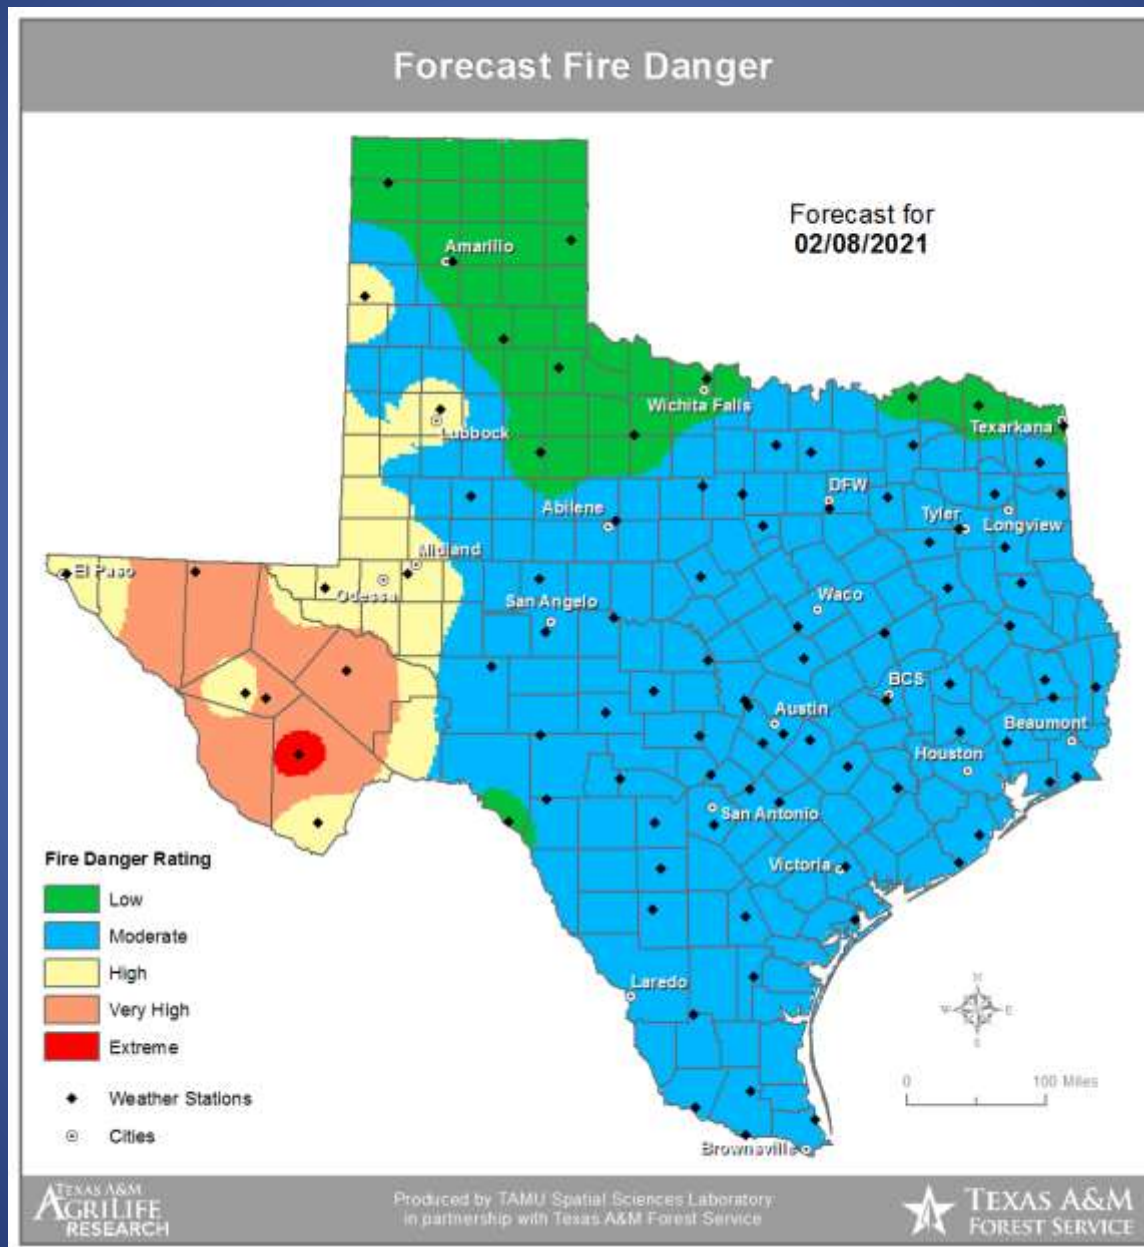 Forecast Fire Danger
Forecast for
02/08/2021
Amarillo
Wichita Falls
Texarkana
Lubbock
DFW
Abilene
Tyler
Longview
Midland
El Paso
Odessa
San Angelo
Waco
BCS
Austin
Beaumont
Houston
San Antonio
Victoria
Laredo
Brownsville
Fire Danger Rating
Low
Moderate
High
Very High
Extreme
Weather Stations
Cities
N
W E
S
0 100 Miles
TEXAS A&M
AGRILIFE
RESEARCH
Produced by TAMU Spatial Sciences Laboratory
in partnership with Texas A&M Forest Service
TEXAS A&M
FOREST SERVICE